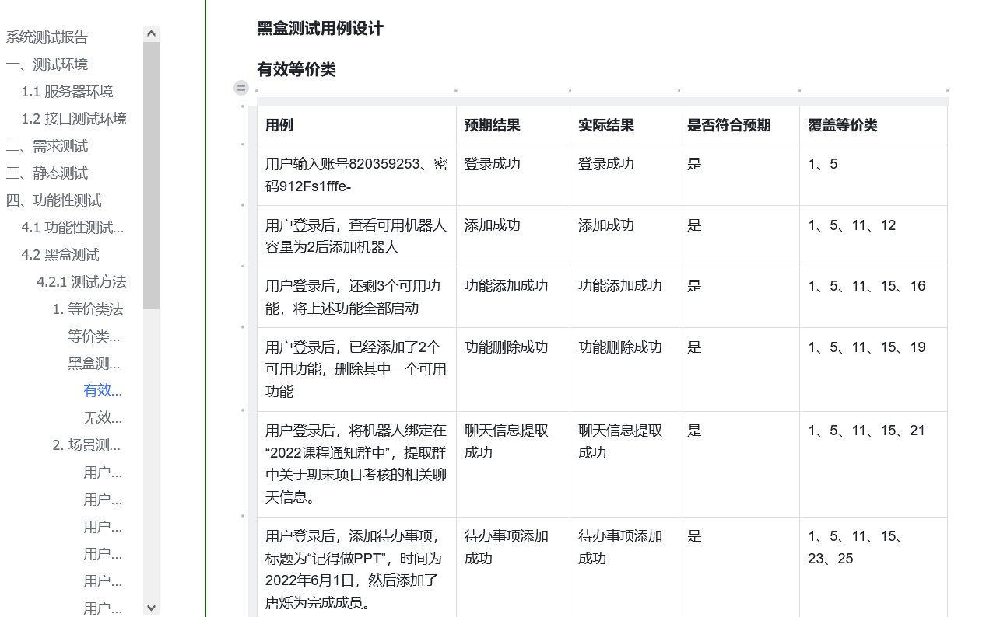 系统测试报告
一、测试环境
1.1 服务器环境
1.2 接口测试环境
二、需求测试
三、静态测试
四、功能性测试
4.1 功能性测试...
4.2 黑盒测试
4.2.1 测试方法
1. 等价类法
等价类...
黑盒测...
有效...
无效...
2. 场景测...
用户...
用户...
用户...
用户...
用户...
用户...
黑盒测试用例设计
有效等价类
用例 预期结果 实际结果 是否符合预期 覆盖等价类
用户输入账号820359253、密 登录成功 登录成功 是 1、5
码912Fs1fffe-
用户登录后，查看可用机器人 添加成功 添加成功 是 1、5、11、12
容量为2后添加机器人
用户登录后，还剩3个可用功 功能添加成功 功能添加成功 是 1、5、11、15、16
能，将上述功能全部启动
用户登录后，已经添加了2个 功能删除成功 功能删除成功 是 1、5、11、15、19
可用功能，删除其中一个可用
功能
用户登录后，将机器人绑定在 聊天信息提取 聊天信息提取 是 1、5、11、15、21
“2022课程通知群中”，提取群 成功 成功
中关于期末项目考核的相关聊
天信息。
用户登录后，添加待办事项， 待办事项添加 待办事项添加 是 1、5、11、15、
标题为“记得做PPT”，时间为 成功 成功 23、25
2022年6月1日，然后添加了
唐烁为完成成员。